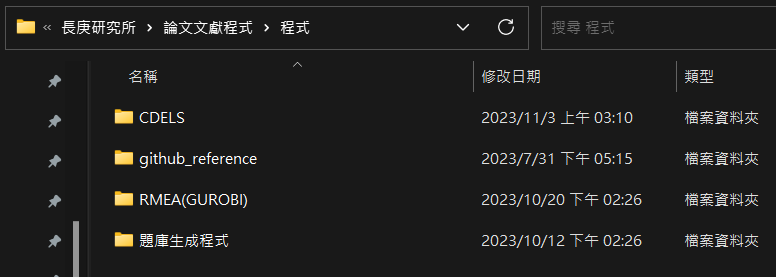 « 長庚研究所 > 論文文獻程式 > 程式 搜尋 程式
名稱 修改日期 類型
CDELS 2023/11/3 上午 03:10 檔案資料夾
github_reference 2023/7/31 下午 05:15 檔案資料夾
RMEA(GUROBI) 2023/10/20 下午 02:26 檔案資料夾
題庫生成程式 2023/10/12 下午 02:26 檔案資料夾